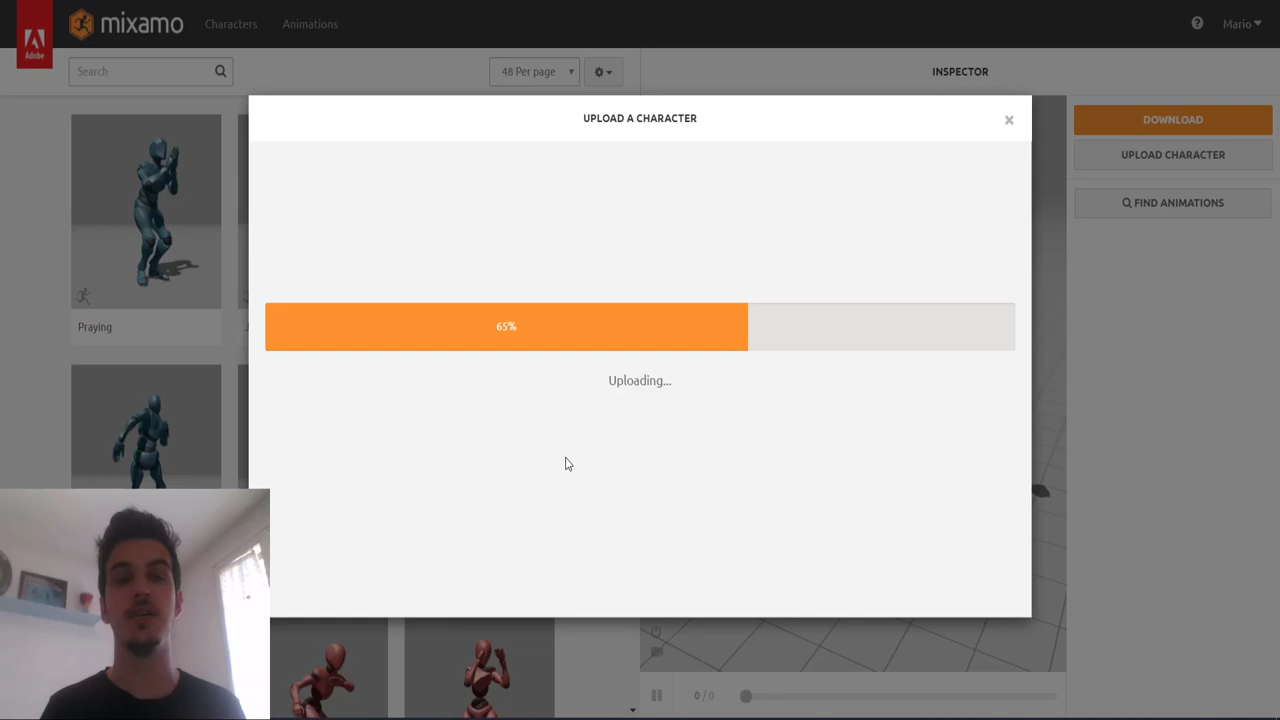 Adobe
mixamo
Characters
Animations
Mario
Search
48 Per page
INSPECTOR
UPLOAD A CHARACTER
DOWNLOAD
UPLOAD CHARACTER
FIND ANIMATIONS
Praying
65%
Uploading...
0 / 0